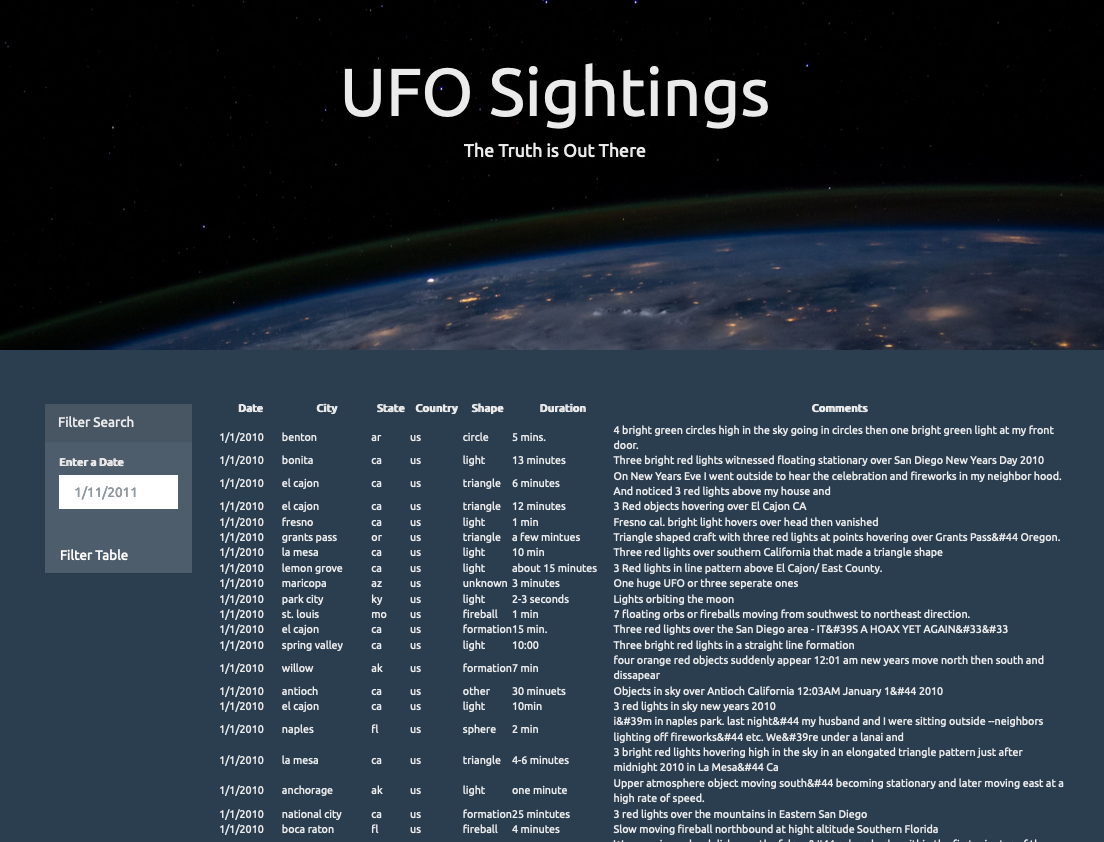 UFO Sightings
The Truth is Out There
Filter Search
Enter a Date
1/11/2011
Filter Table
Date City State Country Shape Duration Comments
1/1/2010 benton ar us circle 5 mins. 4 bright green circles high in the sky going in circles then one bright green light at my front
door.
1/1/2010 bonita ca us light 13 minutes Three bright red lights witnessed floating stationary over San Diego New Years Day 2010
1/1/2010 el cajon ca us triangle 6 minutes On New Years Eve I went outside to hear the celebration and fireworks in my neighbor hood.
And noticed 3 red lights above my house and
1/1/2010 el cajon ca us triangle 12 minutes 3 Red objects hovering over El Cajon CA
1/1/2010 fresno ca us light 1 min Fresno cal. bright light hovers over head then vanished
1/1/2010 grants pass or us triangle a few mintues Triangle shaped craft with three red lights at points hovering over Grants Pass&#44 Oregon.
1/1/2010 la mesa ca us light 10 min Three red lights over southern California that made a triangle shape
1/1/2010 lemon grove ca us light about 15 minutes 3 Red lights in line pattern above El Cajon/ East County.
1/1/2010 maricopa az us unknown 3 minutes One huge UFO or three seperate ones
1/1/2010 park city ky us light 2-3 seconds Lights orbiting the moon
1/1/2010 st. louis mo us fireball 1 min 7 floating orbs or fireballs moving from southwest to northeast direction.
1/1/2010 el cajon ca us formation 15 min. Three red lights over the San Diego area - IT&#39S A HOAX YET AGAIN&#33&#33
1/1/2010 spring valley ca us light 10:00 Three bright red lights in a straight line formation
1/1/2010 willow ak us formation 7 min four orange red objects suddenly appear 12:01 am new years move north then south and
dissapear
1/1/2010 antioch ca us other 30 minuets Objects in sky over Antioch California 12:03AM January 1&#44 2010
1/1/2010 el cajon ca us light 10min 3 red lights in sky new years 2010
1/1/2010 naples fl us sphere 2 min i&#39m in naples park. last night&#44 my husband and I were sitting outside --neighbors
lighting off fireworks&#44 etc. We&#39re under a lanai and
1/1/2010 la mesa ca us triangle 4-6 minutes 3 bright red lights hovering high in the sky in an elongated triangle pattern just after
midnight 2010 in La Mesa&#44 Ca
1/1/2010 anchorage ak us light one minute Upper atmosphere object moving south&#44 becoming stationary and later moving east at a
high rate of speed.
1/1/2010 national city ca us formation 25 mintutes 3 red lights over the mountains in Eastern San Diego
1/1/2010 boca raton fl us fireball 4 minutes Slow moving fireball northbound at hight altitude Southern Florida